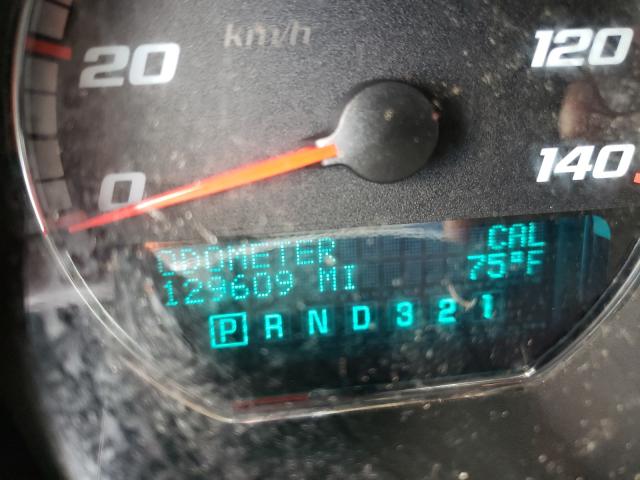 km/h
20
120
0
140
ODOMETER CAL
129609 MI 75°F
P R N D 3 2 1